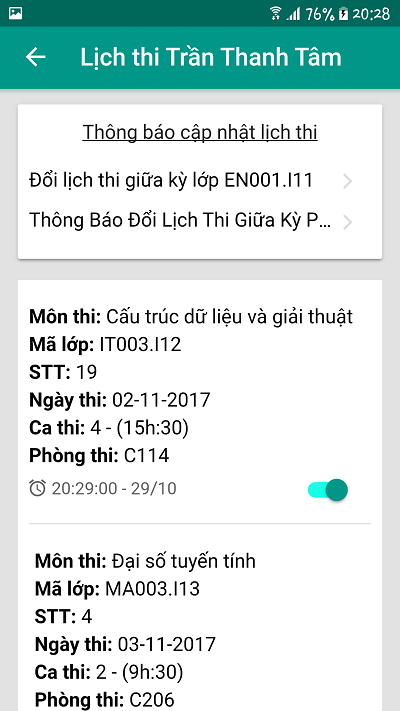 76% 20:28
Lịch thi Trần Thanh Tâm
Thông báo cập nhật lịch thi
Đổi lịch thi giữa kỳ lớp EN001.I11
Thông Báo Đổi Lịch Thi Giữa Kỳ P...
Môn thi: Cấu trúc dữ liệu và giải thuật
Mã lớp: IT003.I12
STT: 19
Ngày thi: 02-11-2017
Ca thi: 4 - (15h:30)
Phòng thi: C114
20:29:00 - 29/10
Môn thi: Đại số tuyến tính
Mã lớp: MA003.I13
STT: 4
Ngày thi: 03-11-2017
Ca thi: 2 - (9h:30)
Phòng thi: C206